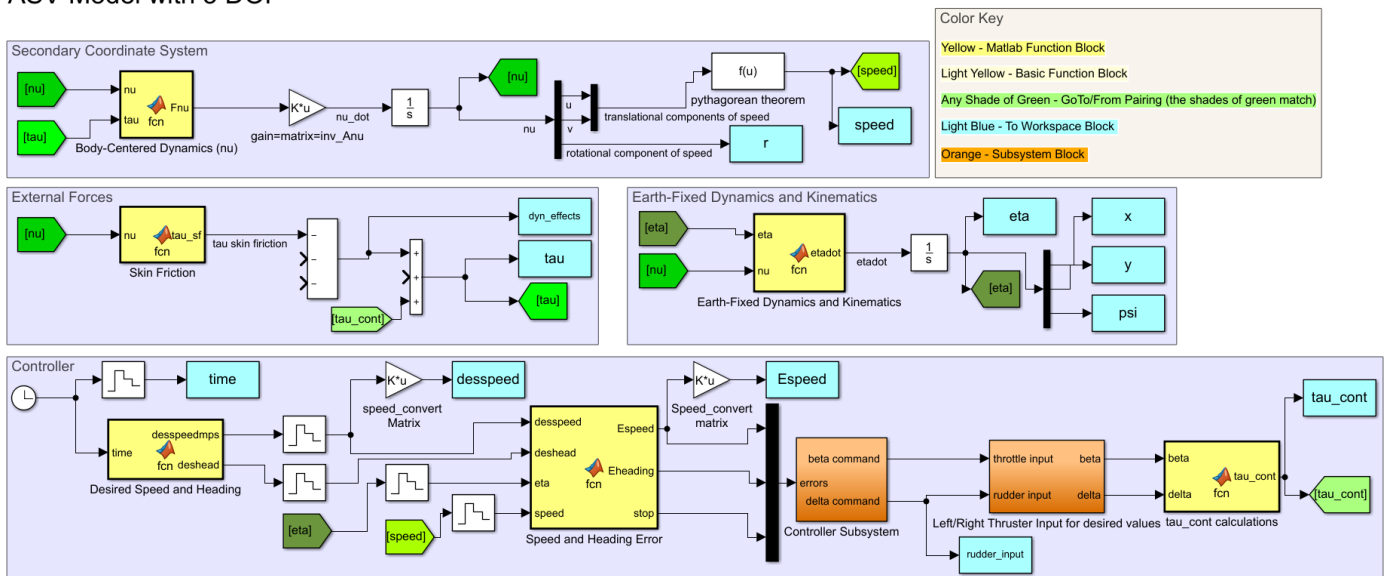 ASV Model with 3 DOF
Color Key
Yellow - Matlab Function Block
Light Yellow - Basic Function Block
Any Shade of Green - GoTo/From Pairing (the shades of green match)
Light Blue - To Workspace Block
Orange - Subsystem Block
Secondary Coordinate System
[nu]
[tau]
nu
tau
Fnu
fcn
Body-Centered Dynamics (nu)
K*u
gain=matrix=inv_Anu
nu_dot
1
s
[nu]
nu
u
v
translational components of speed
rotational component of speed
f(u)
pythagorean theorem
[speed]
speed
r
External Forces
[nu]
nu
tau_sf
fcn
Skin Friction
tau skin firiction
−
−
−
+
+
+
[tau_cont]
dyn_effects
tau
[tau]
Earth-Fixed Dynamics and Kinematics
[eta]
[nu]
eta
nu
etadot
fcn
Earth-Fixed Dynamics and Kinematics
etadot
1
s
eta
[eta]
x
y
psi
Controller
time
time
desspeedmps
deshead
fcn
Desired Speed and Heading
K*u
speed_convert
Matrix
desspeed
[eta]
[speed]
desspeed
deshead
eta
speed
Espeed
Eheading
stop
fcn
Speed and Heading Error
K*u
Speed_convert
matrix
Espeed
errors
beta command
delta command
Controller Subsystem
throttle input
rudder input
beta
delta
Left/Right Thruster Input for desired values
rudder_input
beta
delta
tau_cont
fcn
tau_cont calculations
tau_cont
[tau_cont]